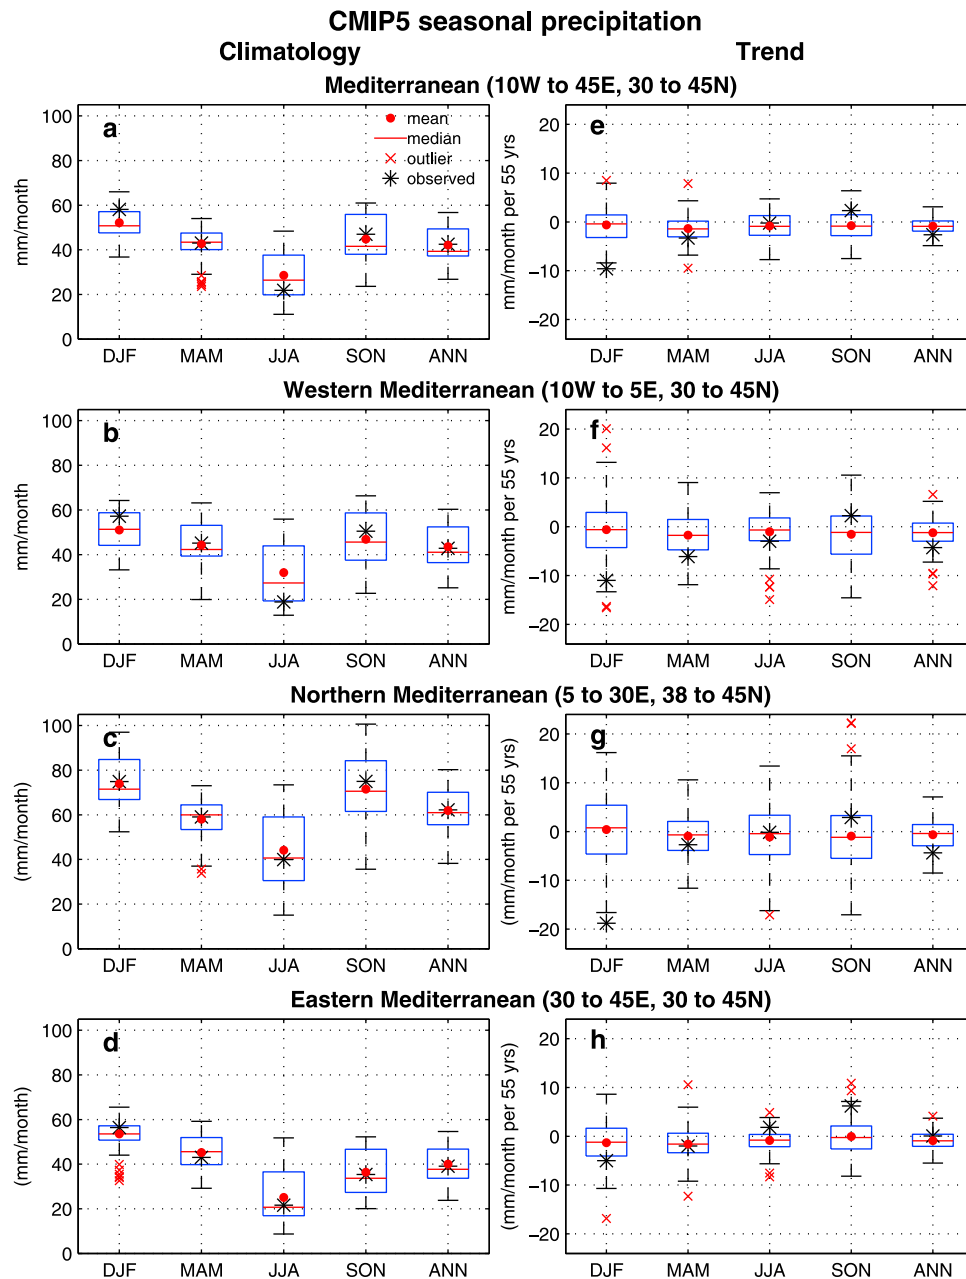 CMIP5 seasonal precipitation
Climatology
Trend
Mediterranean (10W to 45E, 30 to 45N)
a
mean
median
outlier
observed
mm/month
100
80
60
40
20
0
DJF MAM JJA SON ANN
e
mm/month per 55 yrs
20
10
0
−10
−20
DJF MAM JJA SON ANN
Western Mediterranean (10W to 5E, 30 to 45N)
b
mm/month
100
80
60
40
20
0
DJF MAM JJA SON ANN
f
mm/month per 55 yrs
20
10
0
−10
−20
DJF MAM JJA SON ANN
Northern Mediterranean (5 to 30E, 38 to 45N)
c
(mm/month)
100
80
60
40
20
0
DJF MAM JJA SON ANN
g
(mm/month per 55 yrs)
20
10
0
−10
−20
DJF MAM JJA SON ANN
Eastern Mediterranean (30 to 45E, 30 to 45N)
d
(mm/month)
100
80
60
40
20
0
DJF MAM JJA SON ANN
h
(mm/month per 55 yrs)
20
10
0
−10
−20
DJF MAM JJA SON ANN